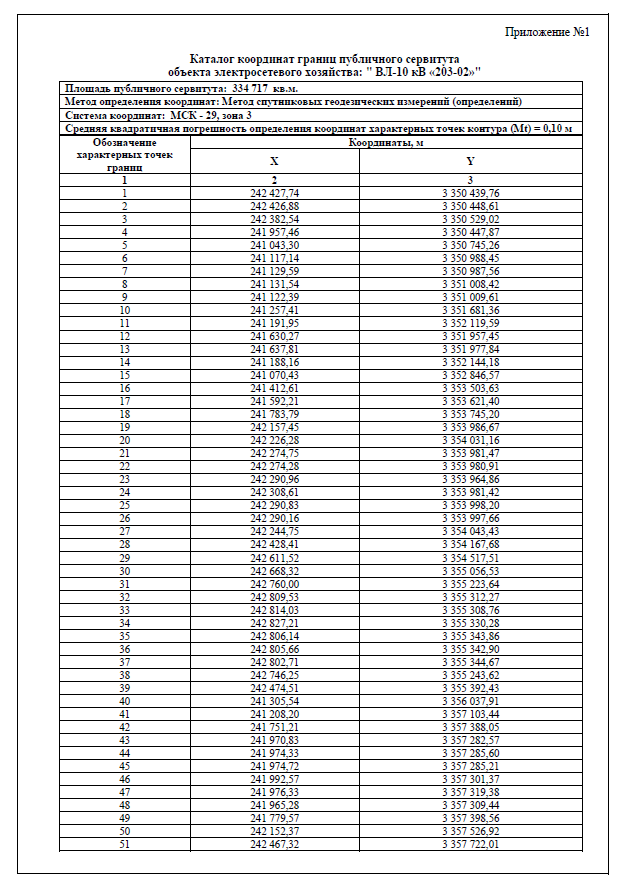 Приложение №1
Каталог координат границ публичного сервитута
объекта электросетевого хозяйства: " ВЛ-10 кВ «203-02»"
Площадь публичного сервитута: 334 717 кв.м.
Метод определения координат: Метод спутниковых геодезических измерений (определений)
Система координат: МСК - 29, зона 3
Средняя квадратичная погрешность определения координат характерных точек контура (Mt) = 0,10 м
Обозначение характерных точек границ Координаты, м
X Y
1 2 3
1 242 427,74 3 350 439,76
2 242 426,88 3 350 448,61
3 242 382,54 3 350 529,02
4 241 957,46 3 350 447,87
5 241 043,30 3 350 745,26
6 241 117,14 3 350 988,45
7 241 129,59 3 350 987,56
8 241 131,54 3 351 008,42
9 241 122,39 3 351 009,61
10 241 257,41 3 351 681,36
11 241 191,95 3 352 119,59
12 241 630,27 3 351 957,45
13 241 637,81 3 351 977,84
14 241 188,16 3 352 144,18
15 241 070,43 3 352 846,57
16 241 412,61 3 353 503,63
17 241 592,21 3 353 621,40
18 241 783,79 3 353 745,20
19 242 157,45 3 353 986,67
20 242 226,28 3 354 031,16
21 242 274,75 3 353 981,47
22 242 274,28 3 353 980,91
23 242 290,96 3 353 964,86
24 242 308,61 3 353 981,42
25 242 290,83 3 353 998,20
26 242 290,16 3 353 997,66
27 242 244,75 3 354 043,43
28 242 428,41 3 354 167,68
29 242 611,52 3 354 517,51
30 242 668,32 3 355 056,53
31 242 760,00 3 355 223,64
32 242 809,53 3 355 312,27
33 242 814,03 3 355 308,76
34 242 827,21 3 355 330,28
35 242 806,14 3 355 343,86
36 242 805,66 3 355 342,90
37 242 802,71 3 355 344,67
38 242 746,25 3 355 243,62
39 242 474,51 3 355 392,43
40 241 305,54 3 356 037,91
41 241 208,20 3 357 103,44
42 241 751,21 3 357 388,05
43 241 970,83 3 357 282,57
44 241 974,33 3 357 285,60
45 241 974,72 3 357 285,21
46 241 992,57 3 357 301,37
47 241 976,33 3 357 319,38
48 241 965,28 3 357 309,44
49 241 779,57 3 357 398,56
50 242 152,37 3 357 526,92
51 242 467,32 3 357 722,01